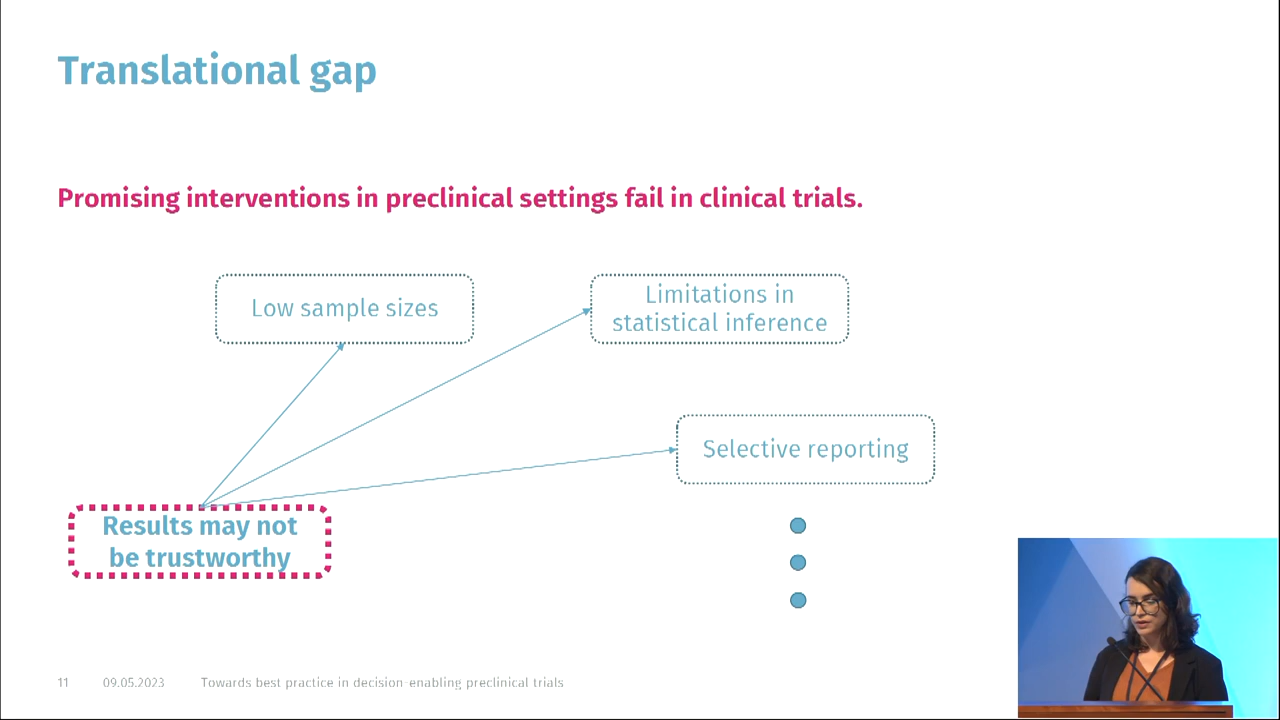 Translational gap
Promising interventions in preclinical settings fail in clinical trials.
Low sample sizes
Limitations in
statistical inference
Selective reporting
Results may not
be trustworthy
11 09.05.2023 Towards best practice in decision-enabling preclinical trials